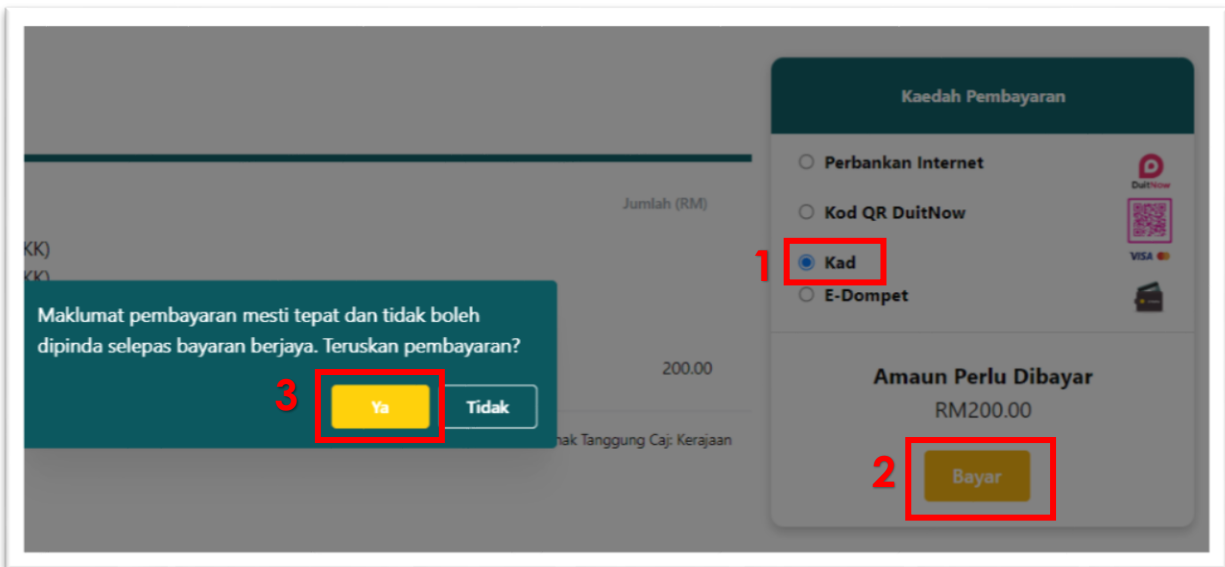 Kaedah Pembayaran
Perbankan Internet
DuitNow
Jumlah (RM)
Kod QR DuitNow
KK)
1
Kad
VISA
KK)
E-Dompet
Maklumat pembayaran mesti tepat dan tidak boleh
dipinda selepas bayaran berjaya. Teruskan pembayaran?
200.00
Amaun Perlu Dibayar
RM200.00
3
Ya
Tidak
nak Tanggung Caj: Kerajaan
2
Bayar